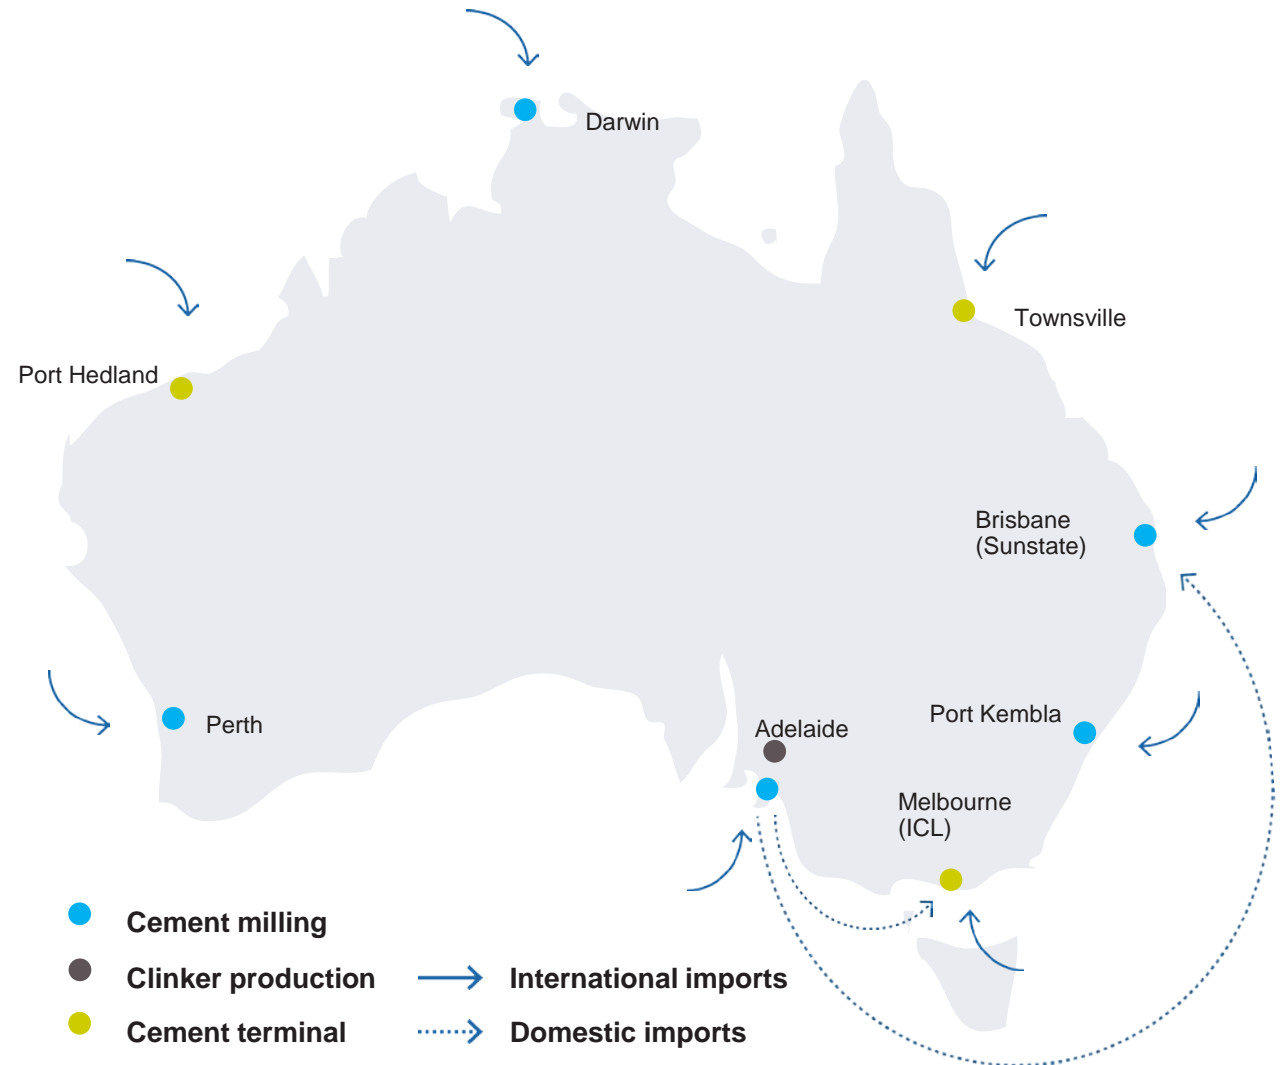 Darwin
Townsville
Port Hedland
Brisbane
(Sunstate)
Port Kembla
Perth
Adelaide
Melbourne
(ICL)
Cement milling
Clinker production
International imports
Cement terminal
Domestic imports